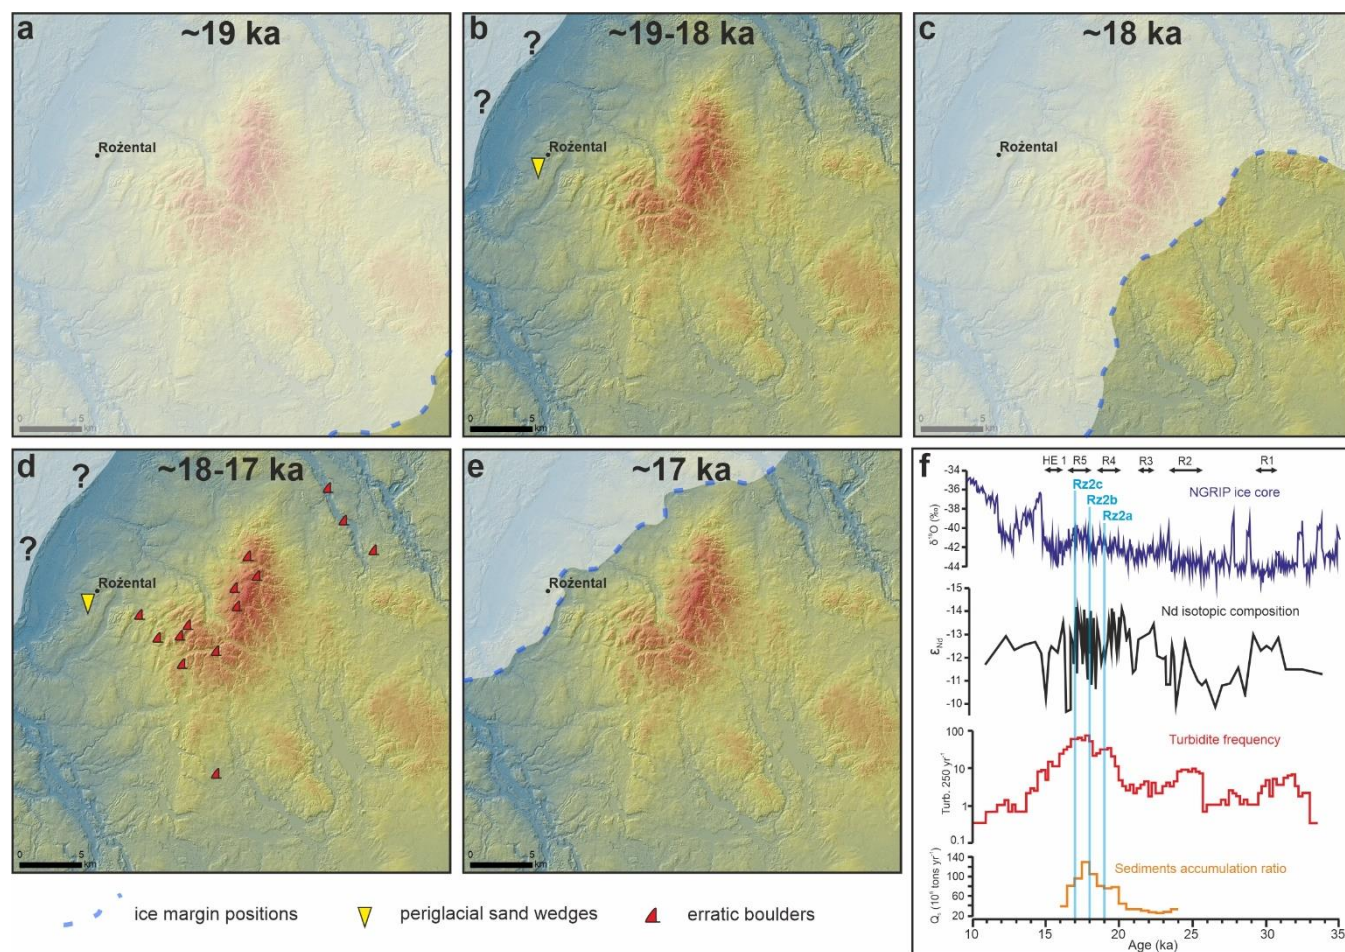 a
~19 ka
Rożental
0 5
km
b
~19-18 ka
?
?
Rożental
0 5
km
c
~18 ka
Rożental
0 5
km
d
~18-17 ka
?
?
Rożental
0 5
km
e
~17 ka
Rożental
0 5
km
f
HE 1 R5 R4 R3 R2 R1
Rz2c
Rz2b
Rz2a
NGRIP ice core
δ¹⁸O (‰)
-34
-36
-38
-40
-42
-44
Nd isotopic composition
εNd
-15
-14
-13
-12
-11
-10
Turbidite frequency
Turb. 250 yr⁻¹
100
10
1
0.1
Sediments accumulation ratio
Qs (10⁶ tons yr⁻¹)
140
100
60
20
10 15 20 25 30 35
Age (ka)
ice margin positions
periglacial sand wedges
erratic boulders